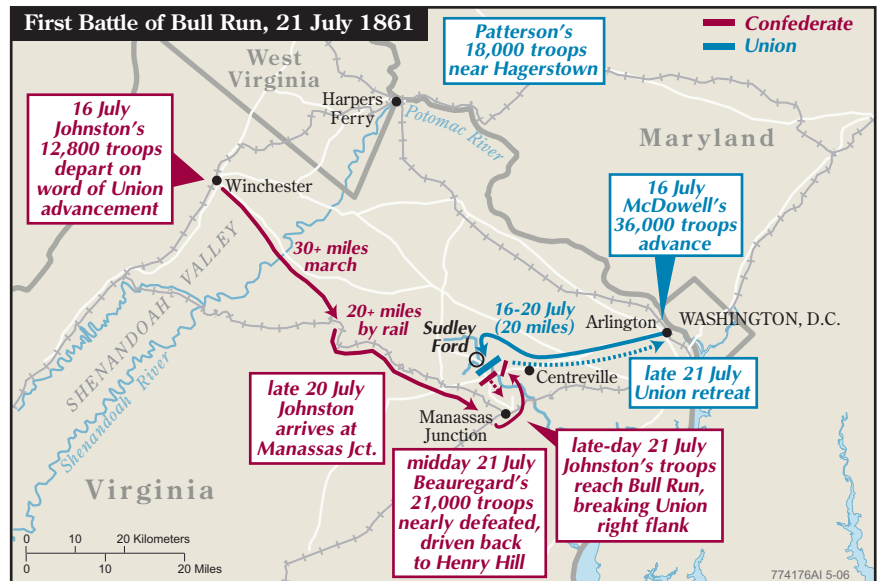 First Battle of Bull Run, 21 July 1861
Confederate
Union
Patterson's
18,000 troops
near Hagerstown
West
Virginia
Harpers
Ferry
Potomac River
Maryland
16 July
Johnston's
12,800 troops
depart on
word of Union
advancement
Winchester
16 July
McDowell's
36,000 troops
advance
SHENANDOAH VALLEY
30+ miles
march
20+ miles
by rail
16-20 July
(20 miles)
Sudley
Ford
Arlington
WASHINGTON, D.C.
Shenandoah River
Centreville
late 21 July
Union retreat
late 20 July
Johnston
arrives at
Manassas Jct.
Manassas
Junction
midday 21 July
Beauregard's
21,000 troops
nearly defeated,
driven back
to Henry Hill
late-day 21 July
Johnston's troops
reach Bull Run,
breaking Union
right flank
Virginia
0 10 20 Kilometers
0 10 20 Miles
774176AI 5-06